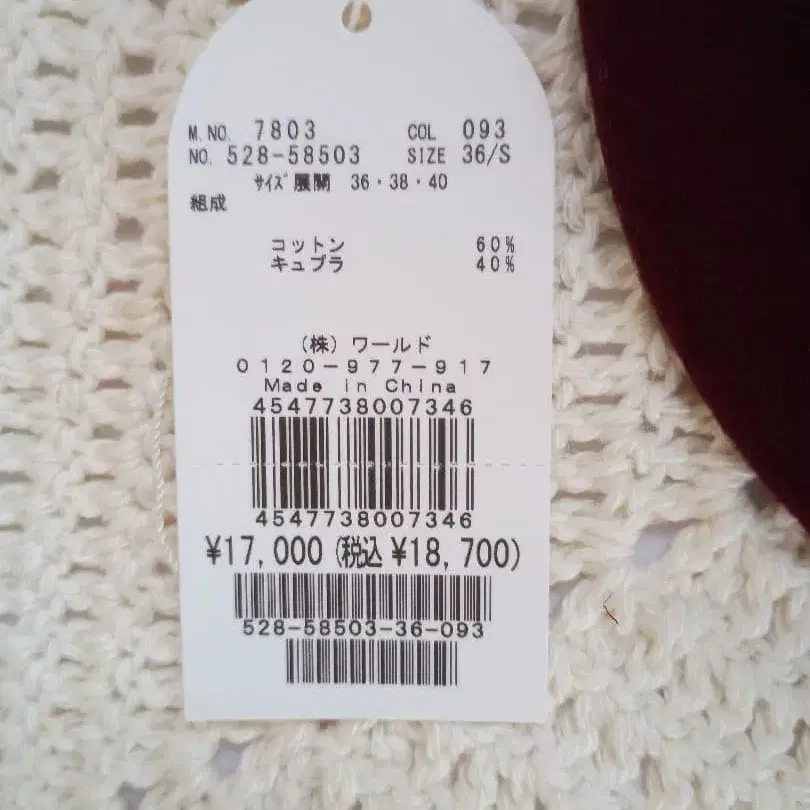 M.NO. 7803 COL 093
NO. 528-58503 SIZE 36/S
ｻｲｽﾞ展開 36・38・40
組成
コットン 60%
キュプラ 40%
(株) ワールド
0120-977-917
Made in China
4547738007346
4547738007346
¥17,000 (税込 ¥18,700)
528-58503-36-093